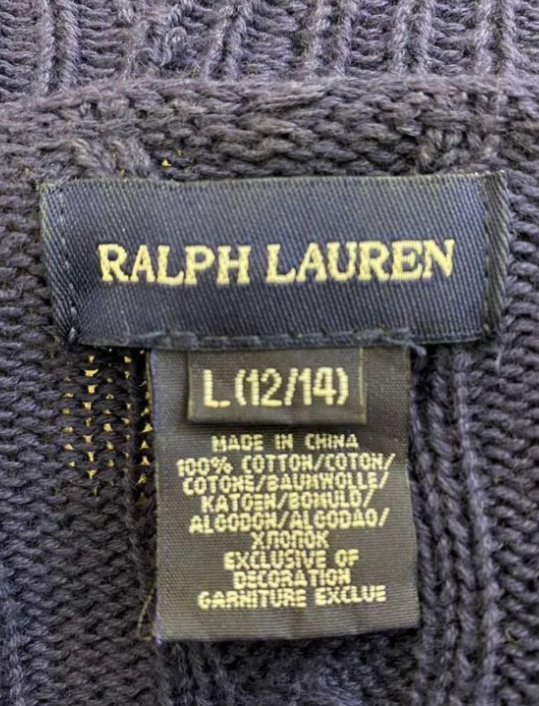 RALPH LAUREN
L (12/14)
MADE IN CHINA
100% COTTON/COTON/
COTONE/BAUMWOLLE/
KATOEN/BOMULD/
ALGODON/ALGODAO/
ХЛОПОК
EXCLUSIVE OF
DECORATION
GARNITURE EXCLUE